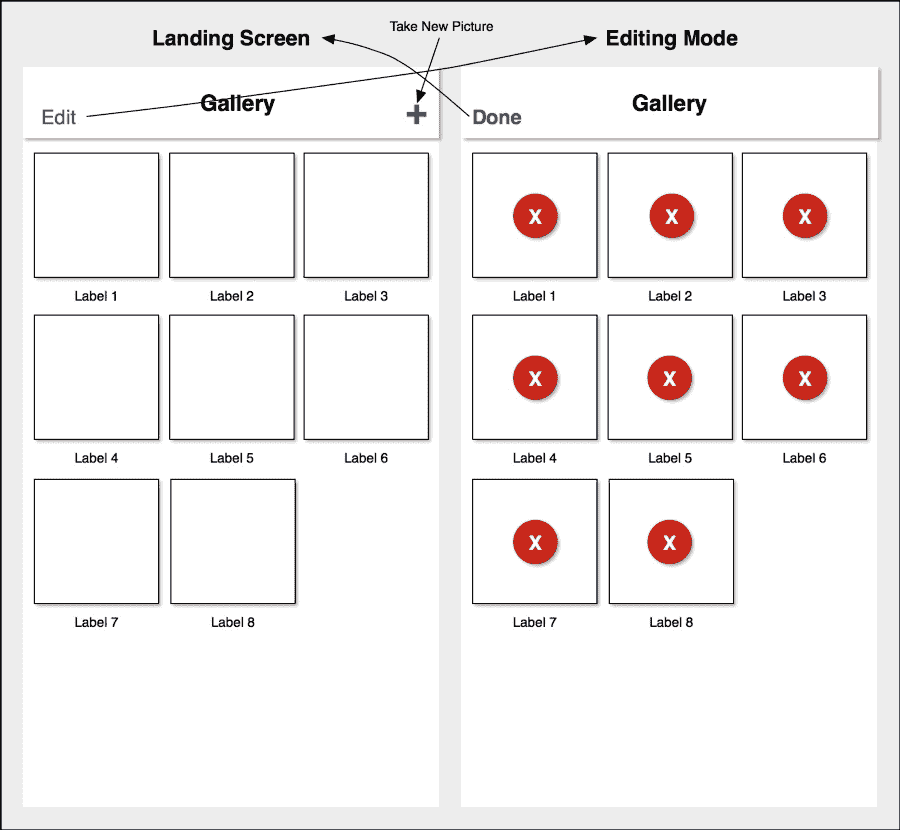 Take New Picture
Landing Screen
Editing Mode
Gallery
Edit
+
Gallery
Done
Label 1
Label 2
Label 3
Label 4
Label 5
Label 6
Label 7
Label 8
X
X
X
Label 1
Label 2
Label 3
X
X
X
Label 4
Label 5
Label 6
X
X
Label 7
Label 8